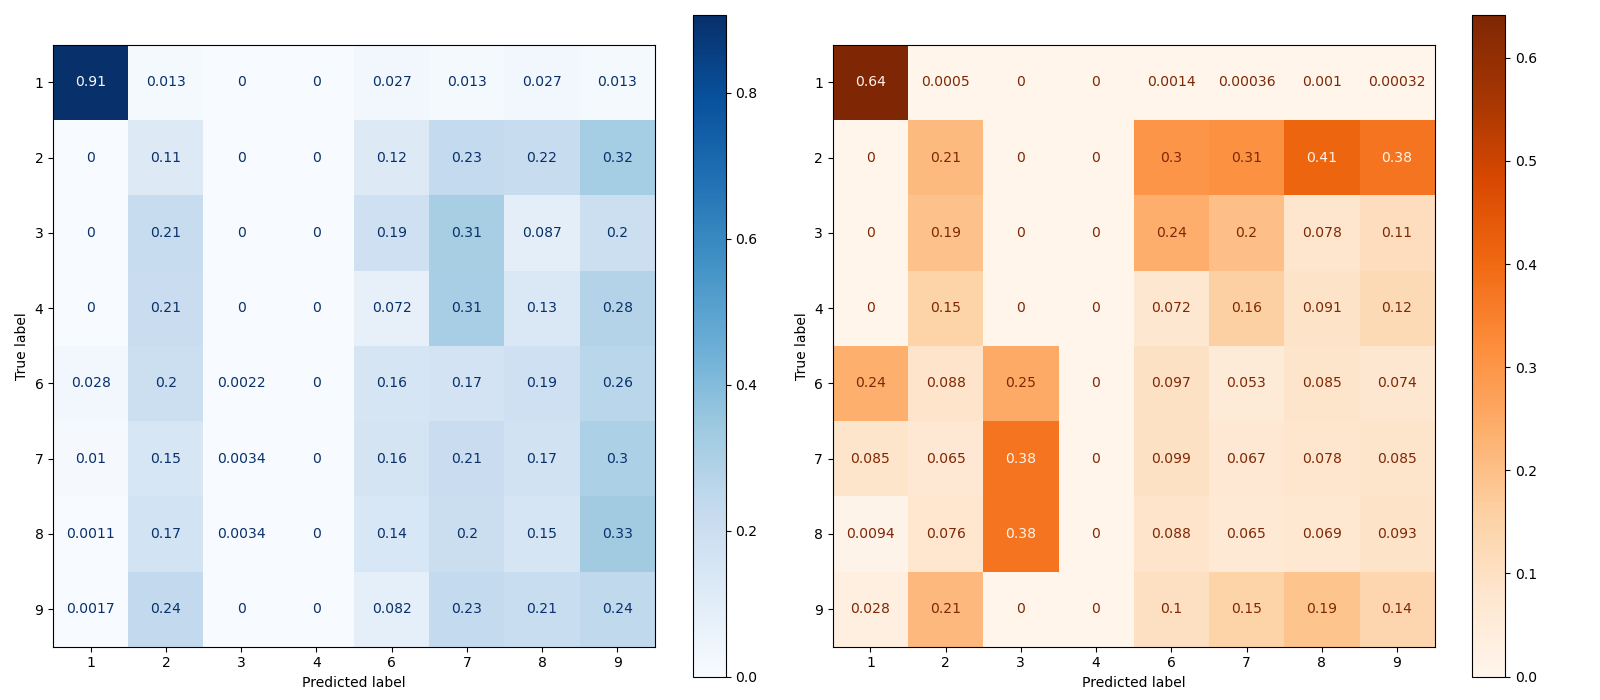 1 0.91 0.013 0 0 0.027 0.013 0.027 0.013
2 0 0.11 0 0 0.12 0.23 0.22 0.32
3 0 0.21 0 0 0.19 0.31 0.087 0.2
4 0 0.21 0 0 0.072 0.31 0.13 0.28
6 0.028 0.2 0.0022 0 0.16 0.17 0.19 0.26
7 0.01 0.15 0.0034 0 0.16 0.21 0.17 0.3
8 0.0011 0.17 0.0034 0 0.14 0.2 0.15 0.33
9 0.0017 0.24 0 0 0.082 0.23 0.21 0.24
1 2 3 4 6 7 8 9
Predicted label
True label
0.8
0.6
0.4
0.2
0.0
1 0.64 0.0005 0 0 0.0014 0.00036 0.001 0.00032
2 0 0.21 0 0 0.3 0.31 0.41 0.38
3 0 0.19 0 0 0.24 0.2 0.078 0.11
4 0 0.15 0 0 0.072 0.16 0.091 0.12
6 0.24 0.088 0.25 0 0.097 0.053 0.085 0.074
7 0.085 0.065 0.38 0 0.099 0.067 0.078 0.085
8 0.0094 0.076 0.38 0 0.088 0.065 0.069 0.093
9 0.028 0.21 0 0 0.1 0.15 0.19 0.14
1 2 3 4 6 7 8 9
Predicted label
True label
0.6
0.5
0.4
0.3
0.2
0.1
0.0